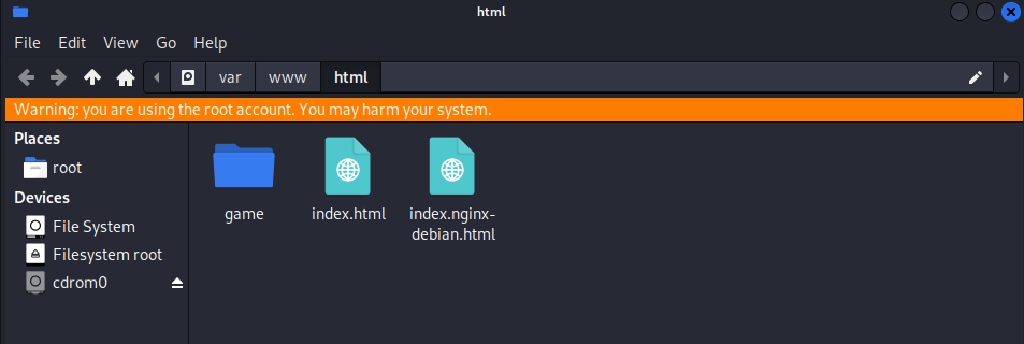 html
File Edit View Go Help
var www html
Warning: you are using the root account. You may harm your system.
Places
root
Devices
File System
Filesystem root
cdrom0
game
index.html
index.nginx-
debian.html